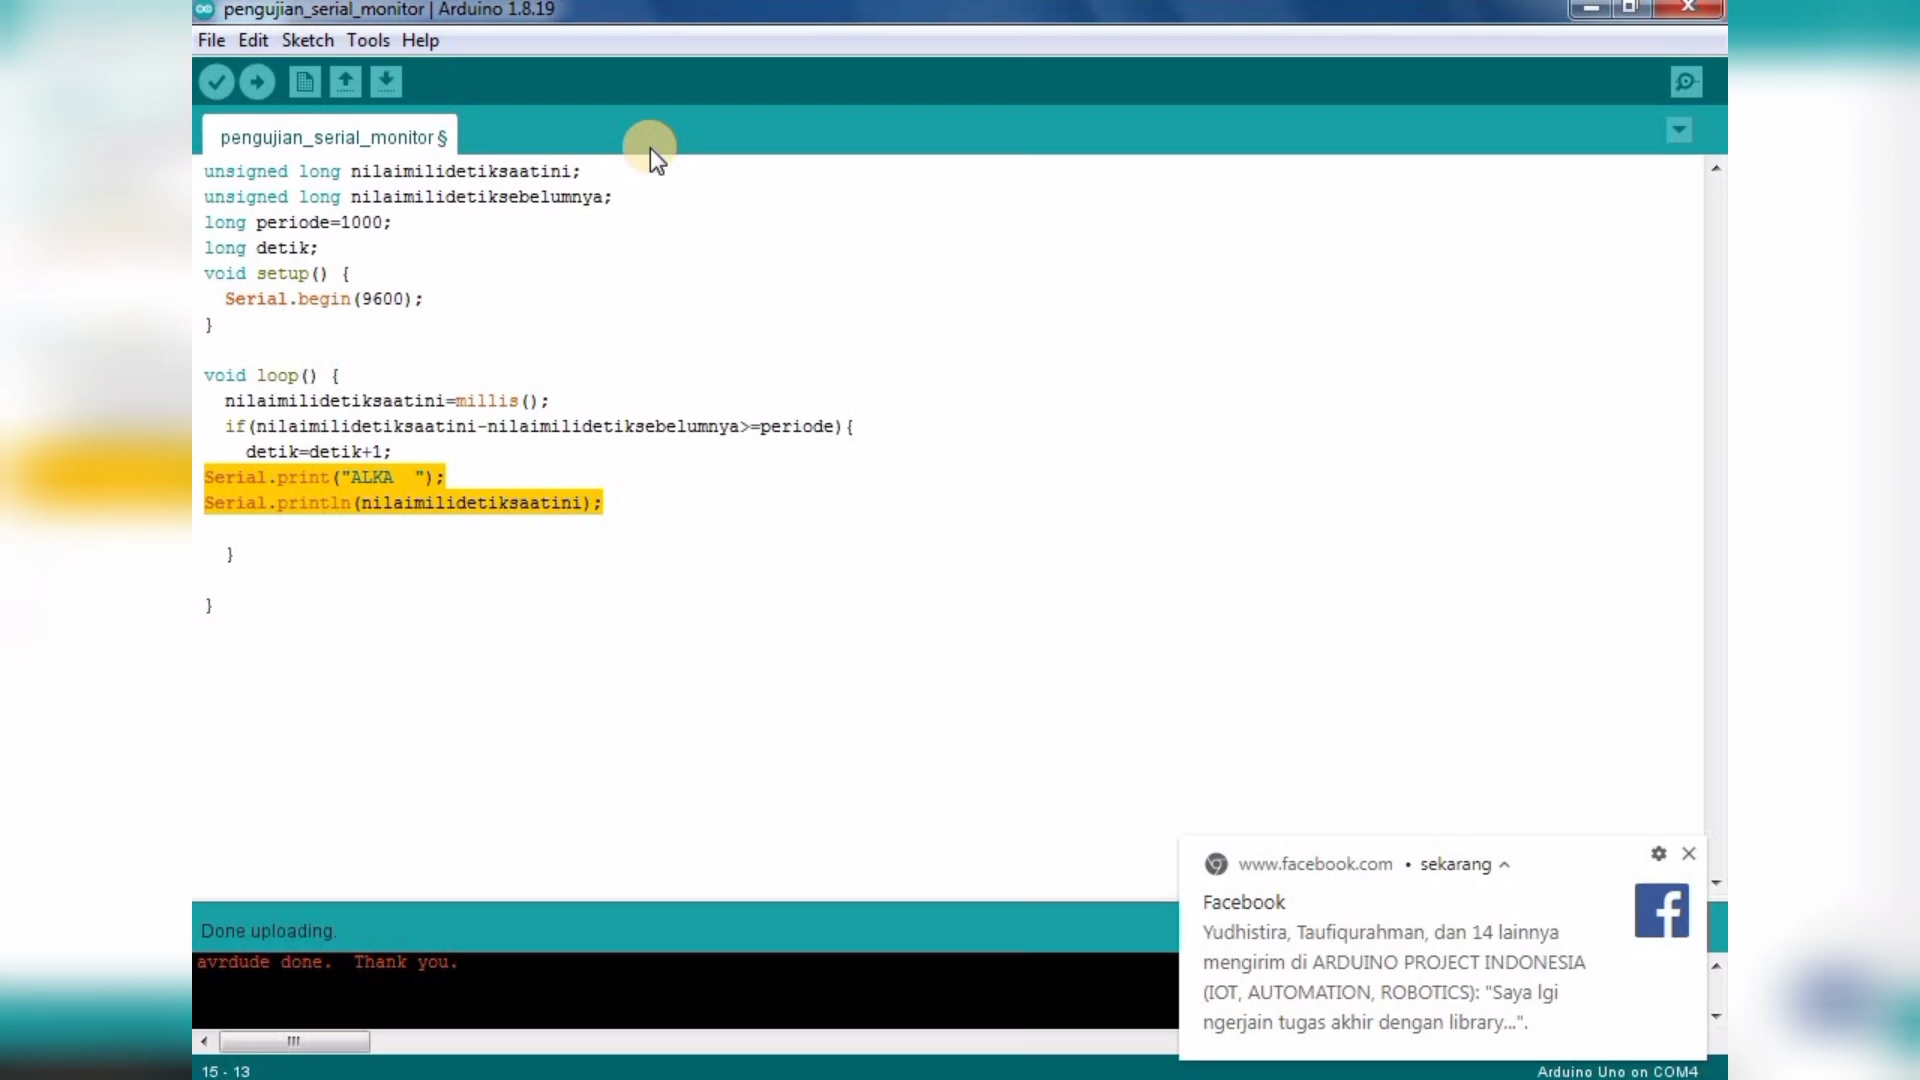 pengujian_serial_monitor | Arduino 1.8.19
File Edit Sketch Tools Help
pengujian_serial_monitor§
unsigned long nilaimilidetiksaatini;
unsigned long nilaimilidetiksebelumnya;
long periode=1000;
long detik;
void setup() {
  Serial.begin(9600);
}
void loop() {
  nilaimilidetiksaatini=millis();
  if(nilaimilidetiksaatini-nilaimilidetiksebelumnya>=periode){
    detik=detik+1;
Serial.print("ALKA  ");
Serial.println(nilaimilidetiksaatini);
  }
}
www.facebook.com • sekarang
Facebook
Yudhistira, Taufiqurahman, dan 14 lainnya
mengirim di ARDUINO PROJECT INDONESIA
(IOT, AUTOMATION, ROBOTICS): "Saya lgi
ngerjain tugas akhir dengan library...".
Done uploading.
avrdude done.  Thank you.
15 - 13
Arduino Uno on COM4